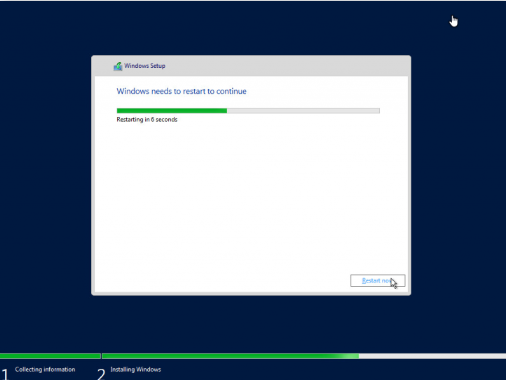 Windows Setup
Windows needs to restart to continue
Restarting in 6 seconds
Restart now
1 Collecting information
2 Installing Windows